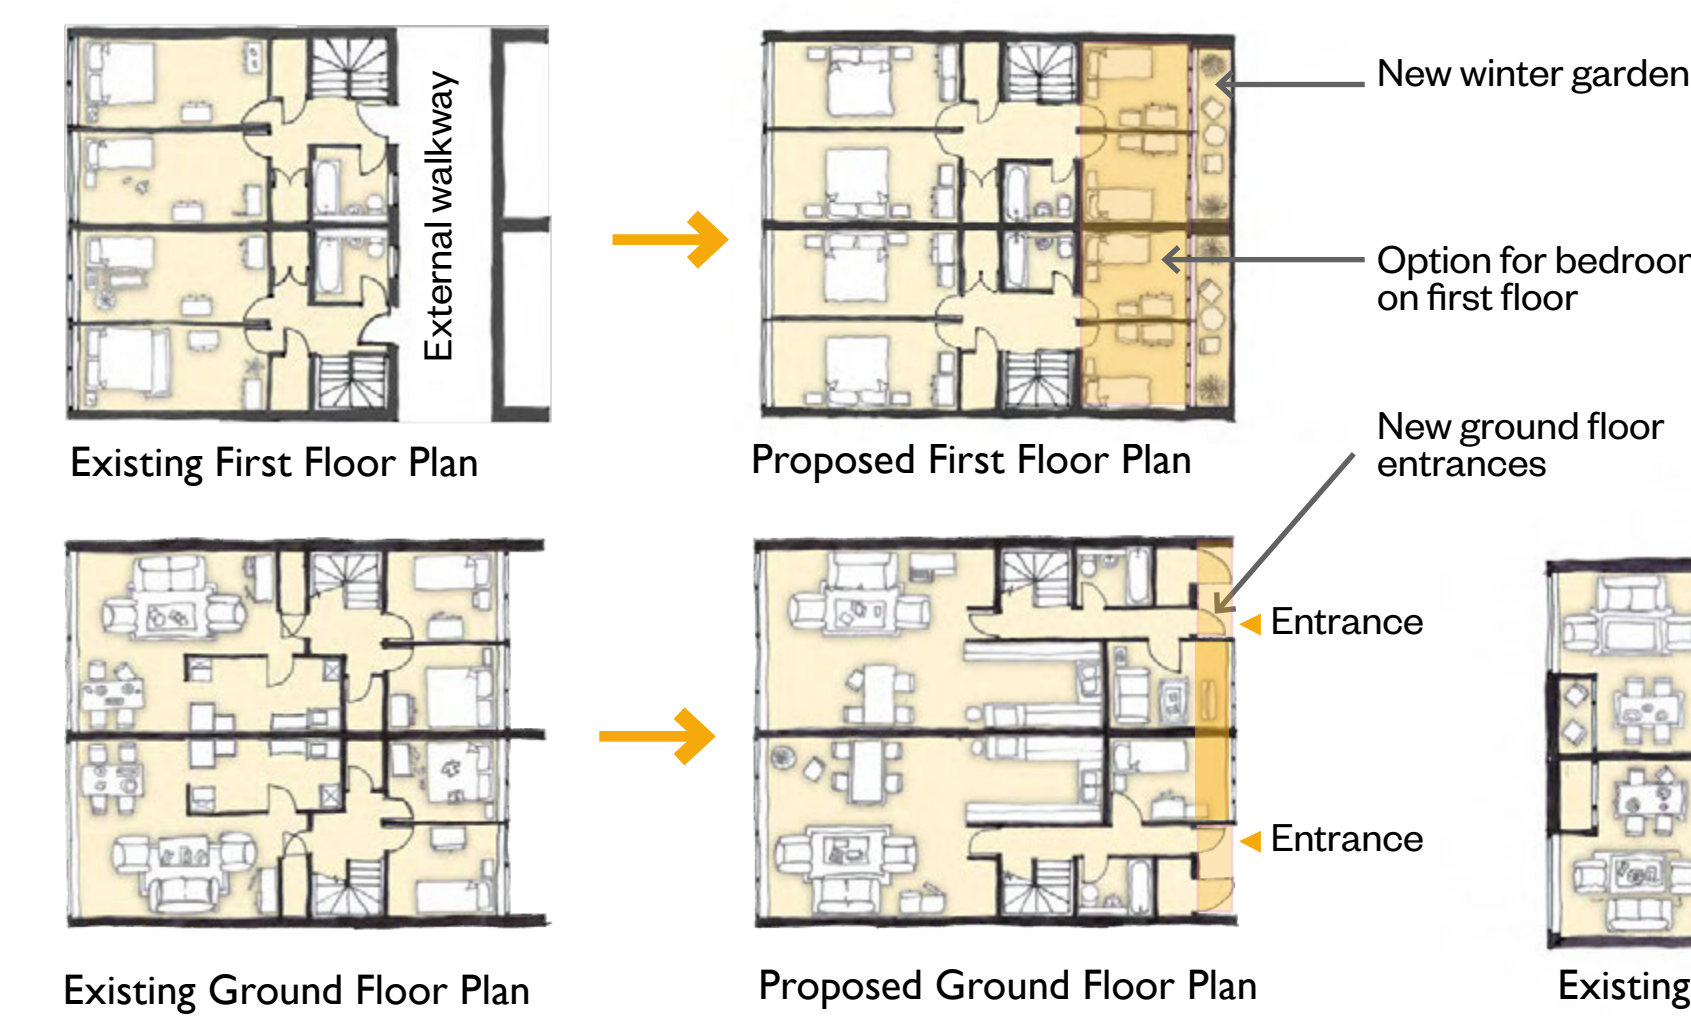 External walkway
New winter garden
Option for bedroom
on first floor
Existing First Floor Plan
Proposed First Floor Plan
New ground floor
entrances
Entrance
Entrance
Existing Ground Floor Plan
Proposed Ground Floor Plan
Existing